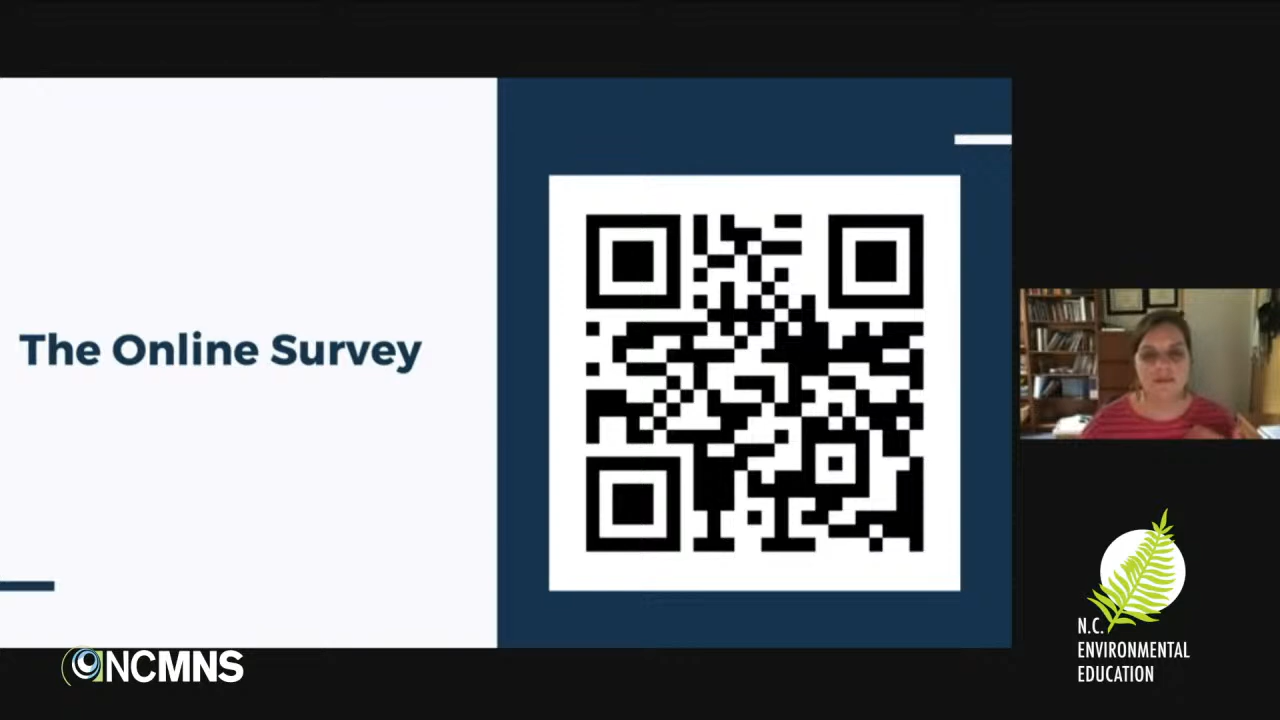 The Online Survey
NCMNS
N.C.
ENVIRONMENTAL
EDUCATION